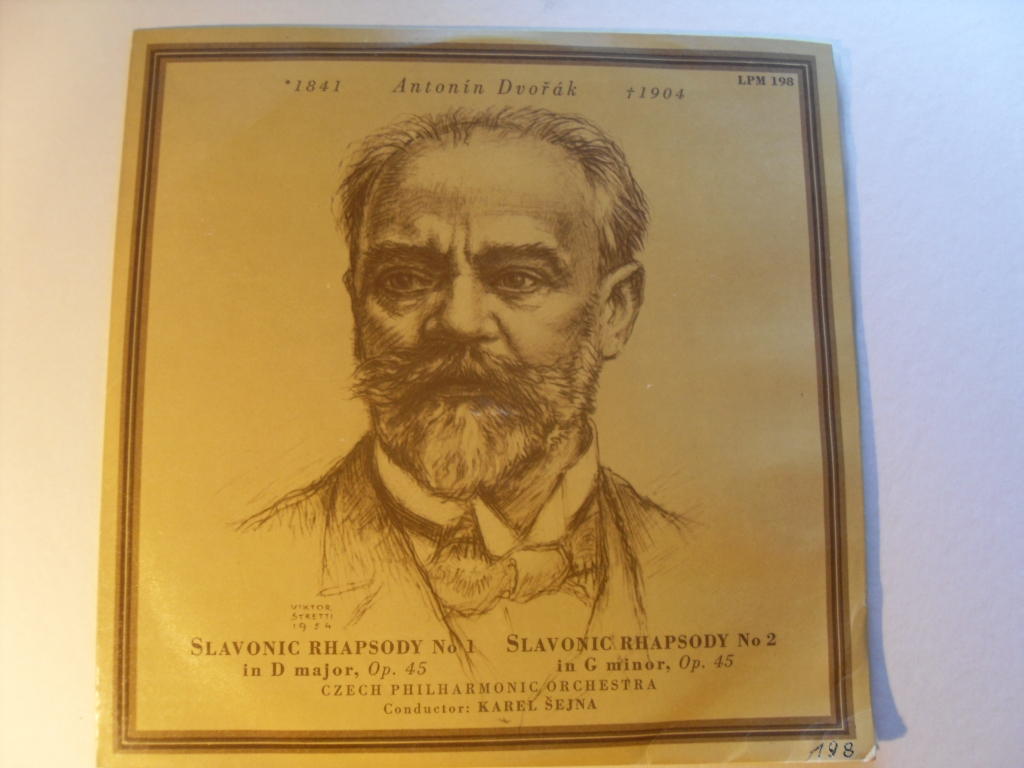 *1841 Antonín Dvořák †1904
LPM 198
VIKTOR
STRETTI
1954
SLAVONIC RHAPSODY No 1
in D major, Op. 45
SLAVONIC RHAPSODY No 2
in G minor, Op. 45
CZECH PHILHARMONIC ORCHESTRA
Conductor: KAREL ŠEJNA
198